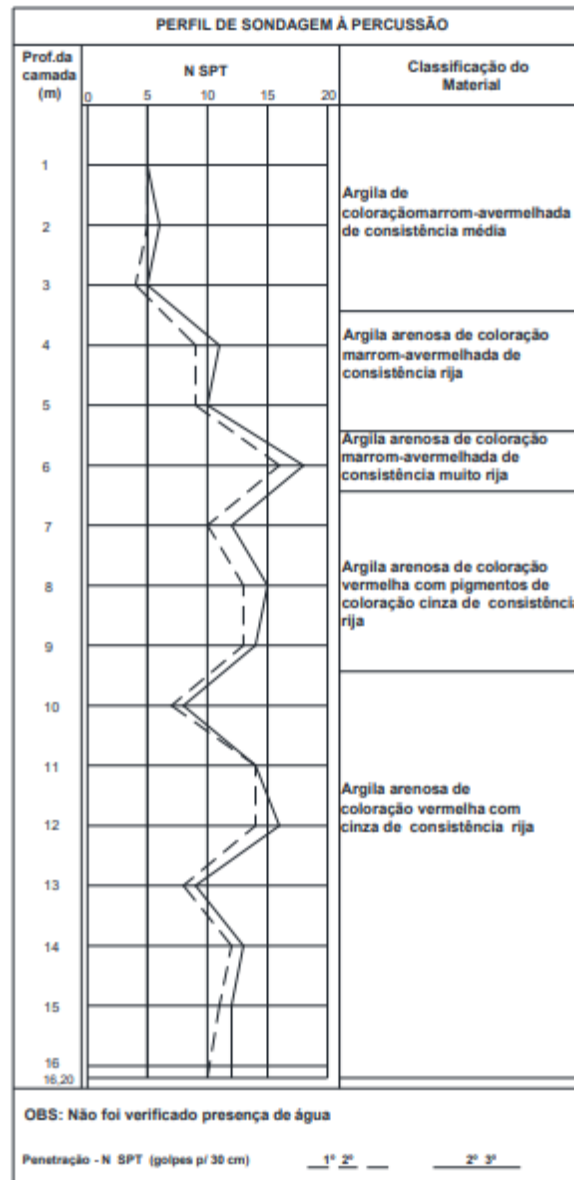 PERFIL DE SONDAGEM À PERCUSSÃO
Prof.da
camada
(m)
N SPT
0 5 10 15 20
Classificação do
Material
1
2
3
4
5
6
7
8
9
10
11
12
13
14
15
16
16,20
Argila de
coloraçãomarrom-avermelhada
de consistência média
Argila arenosa de coloração
marrom-avermelhada de
consistência rija
Argila arenosa de coloração
marrom-avermelhada de
consistência muito rija
Argila arenosa de coloração
vermelha com pigmentos de
coloração cinza de consistência
rija
Argila arenosa de
coloração vermelha com
cinza de consistência rija
OBS: Não foi verificado presença de água
Penetração - N SPT (golpes p/ 30 cm) 1º 2º 2º 3º